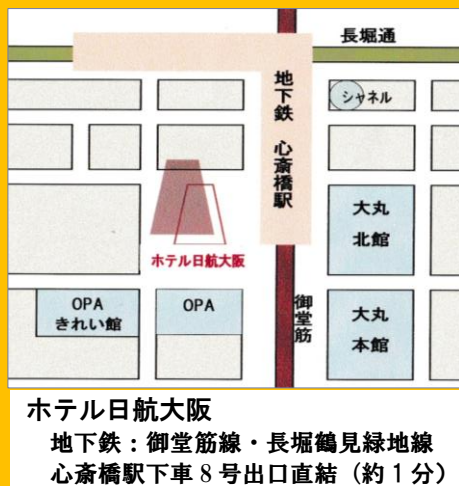 長堀通
地下鉄 心斎橋駅
シャネル
大丸
北館
ホテル日航大阪
OPA
きれい館
OPA
御堂筋
大丸
本館
ホテル日航大阪
地下鉄：御堂筋線・長堀鶴見緑地線
心斎橋駅下車８号出口直結（約１分）